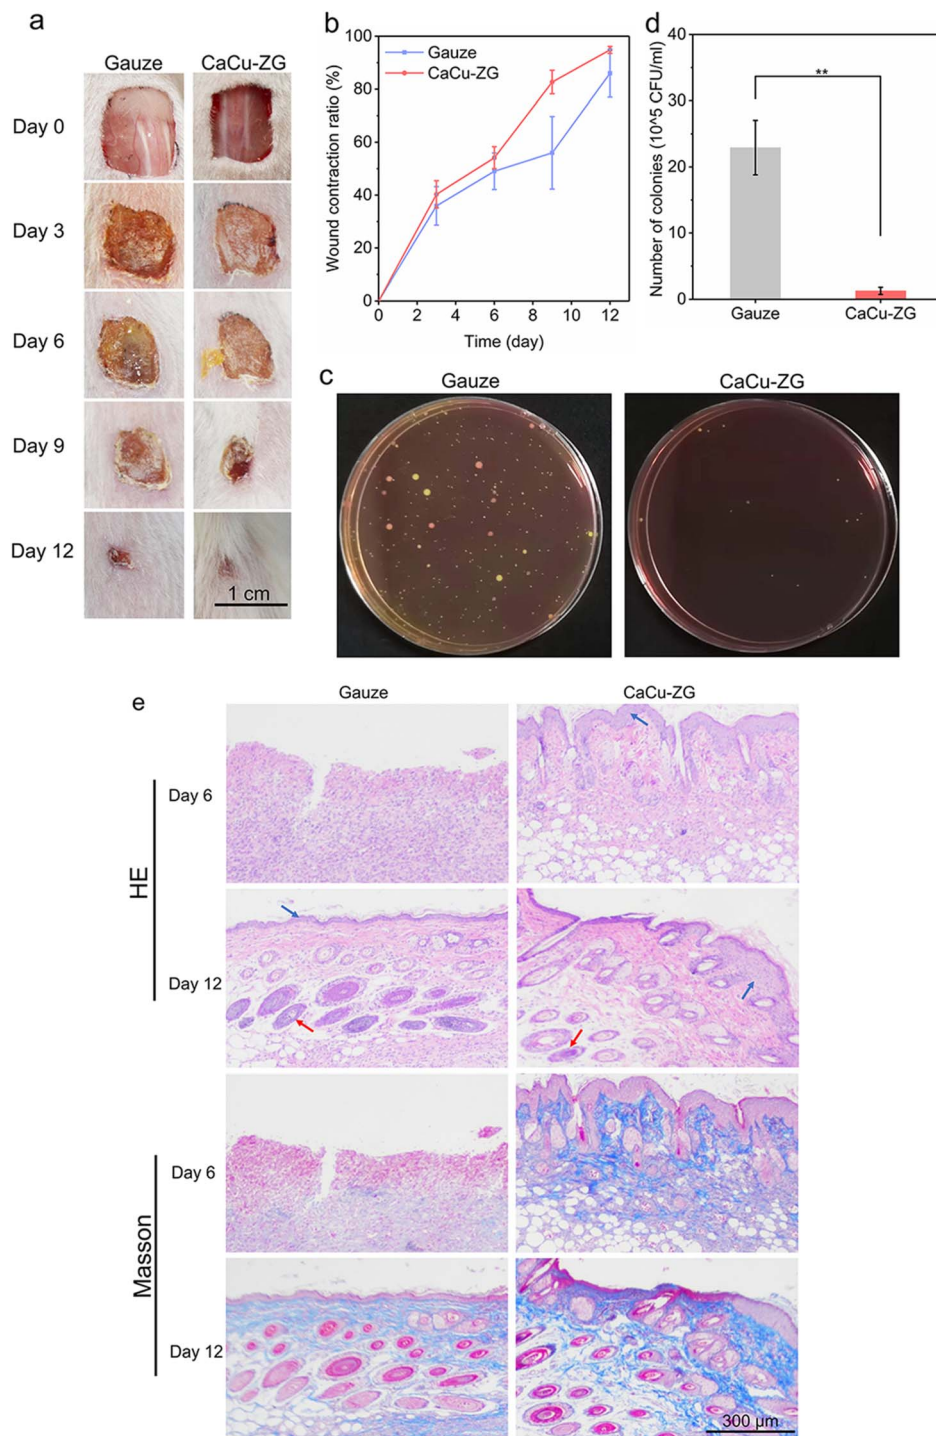 a
Gauze
CaCu-ZG
Day 0
Day 3
Day 6
Day 9
Day 12
1 cm
b
Wound contraction ratio (%)
100
80
60
40
20
0
Gauze
CaCu-ZG
0
2
4
6
8
10
12
Time (day)
d
Number of colonies (10^5 CFU/ml)
40
30
20
10
0
**
Gauze
CaCu-ZG
c
Gauze
CaCu-ZG
e
Gauze
CaCu-ZG
HE
Day 6
Day 12
Masson
Day 6
Day 12
300 μm